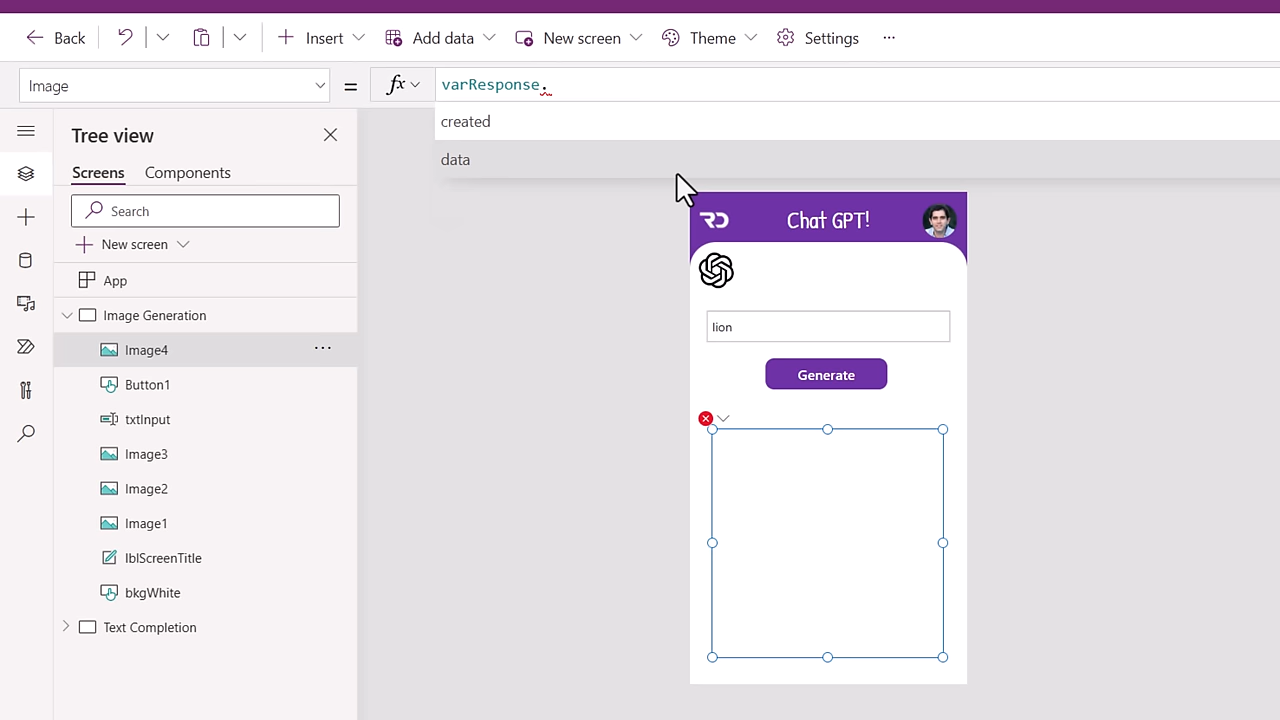 Back
Insert
Add data
New screen
Theme
Settings
...
Image
=
fx
varResponse.
created
data
Tree view
Screens
Components
Search
New screen
App
Image Generation
Image4
...
Button1
txtInput
Image3
Image2
Image1
lblScreenTitle
bkgWhite
Text Completion
RD
Chat GPT!
lion
Generate